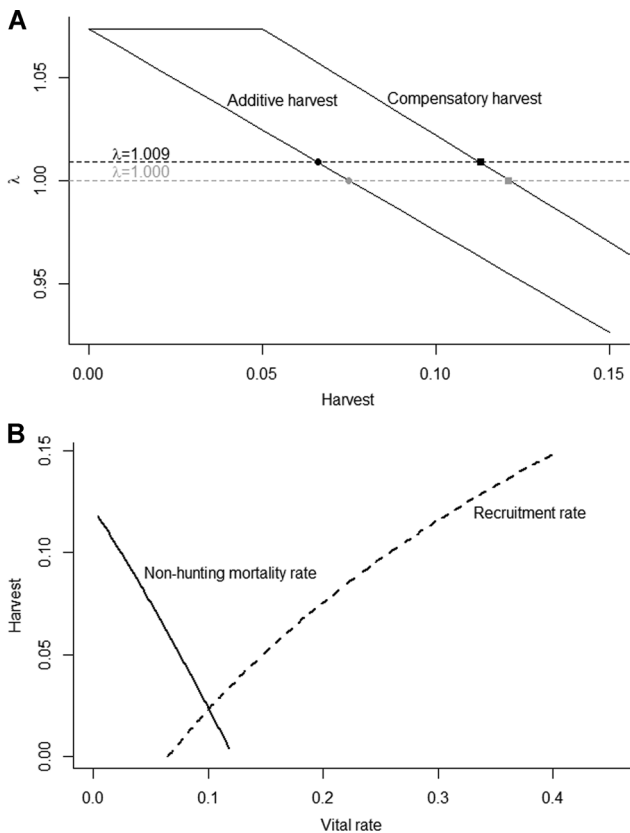 A
1.05
1.00
0.95
λ
Additive harvest
Compensatory harvest
λ=1.009
λ=1.000
0.00 0.05 0.10 0.15
Harvest
B
0.15
0.10
0.05
0.00
Harvest
Non-hunting mortality rate
Recruitment rate
0.0 0.1 0.2 0.3 0.4
Vital rate